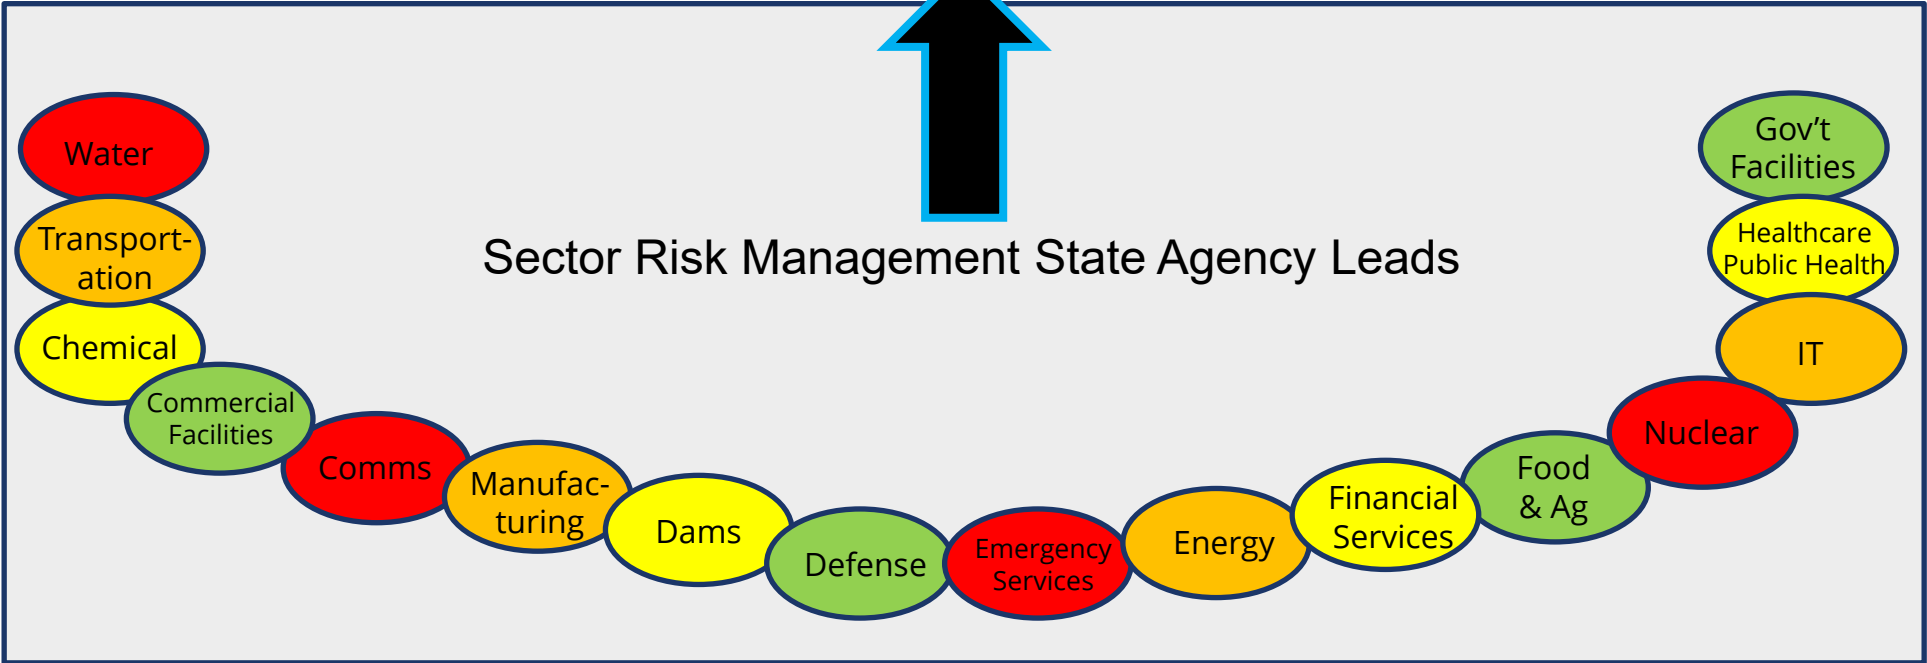 Water
Transport-
ation
Chemical
Commercial
Facilities
Comms
Manufac-
turing
Dams
Defense
Emergency
Services
Energy
Financial
Services
Food
& Ag
Nuclear
IT
Healthcare
Public Health
Gov’t
Facilities
Sector Risk Management State Agency Leads